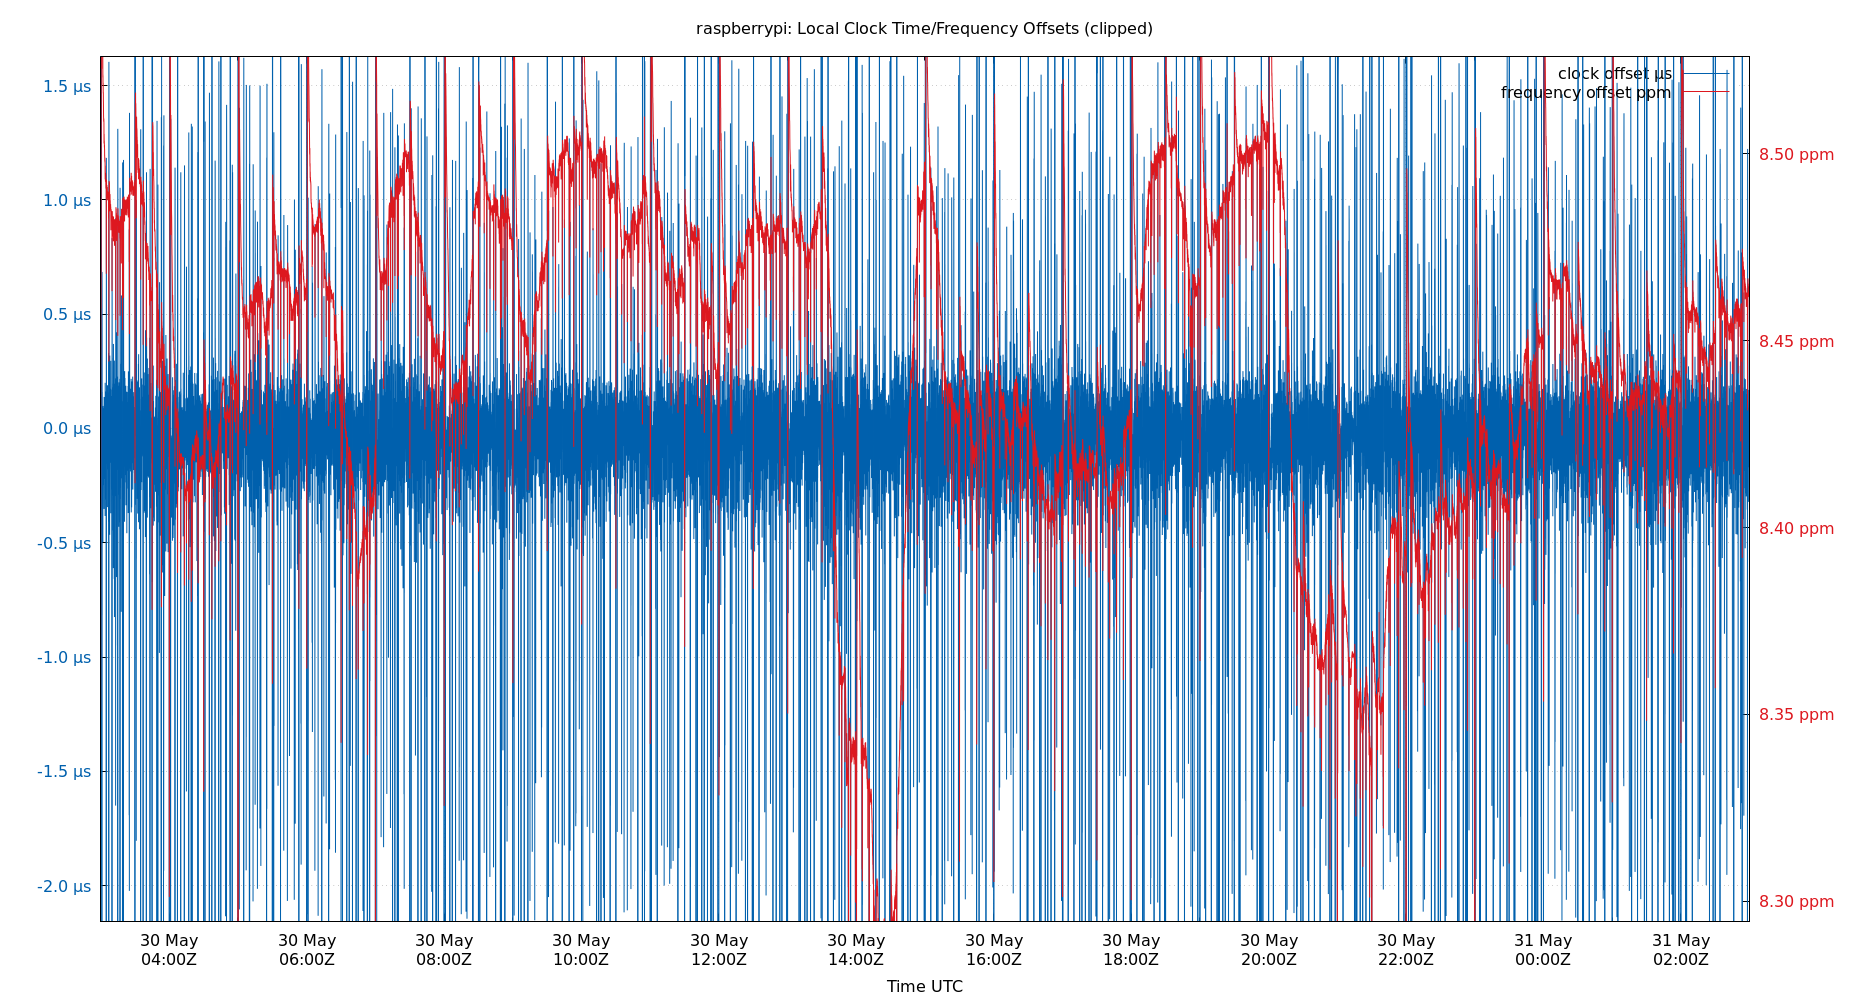 raspberrypi: Local Clock Time/Frequency Offsets (clipped)
clock offset µs
frequency offset ppm
1.5 µs
1.0 µs
0.5 µs
0.0 µs
-0.5 µs
-1.0 µs
-1.5 µs
-2.0 µs
8.50 ppm
8.45 ppm
8.40 ppm
8.35 ppm
8.30 ppm
30 May 30 May 30 May 30 May 30 May 30 May 30 May 30 May 30 May 30 May 31 May 31 May
04:00Z 06:00Z 08:00Z 10:00Z 12:00Z 14:00Z 16:00Z 18:00Z 20:00Z 22:00Z 00:00Z 02:00Z
Time UTC